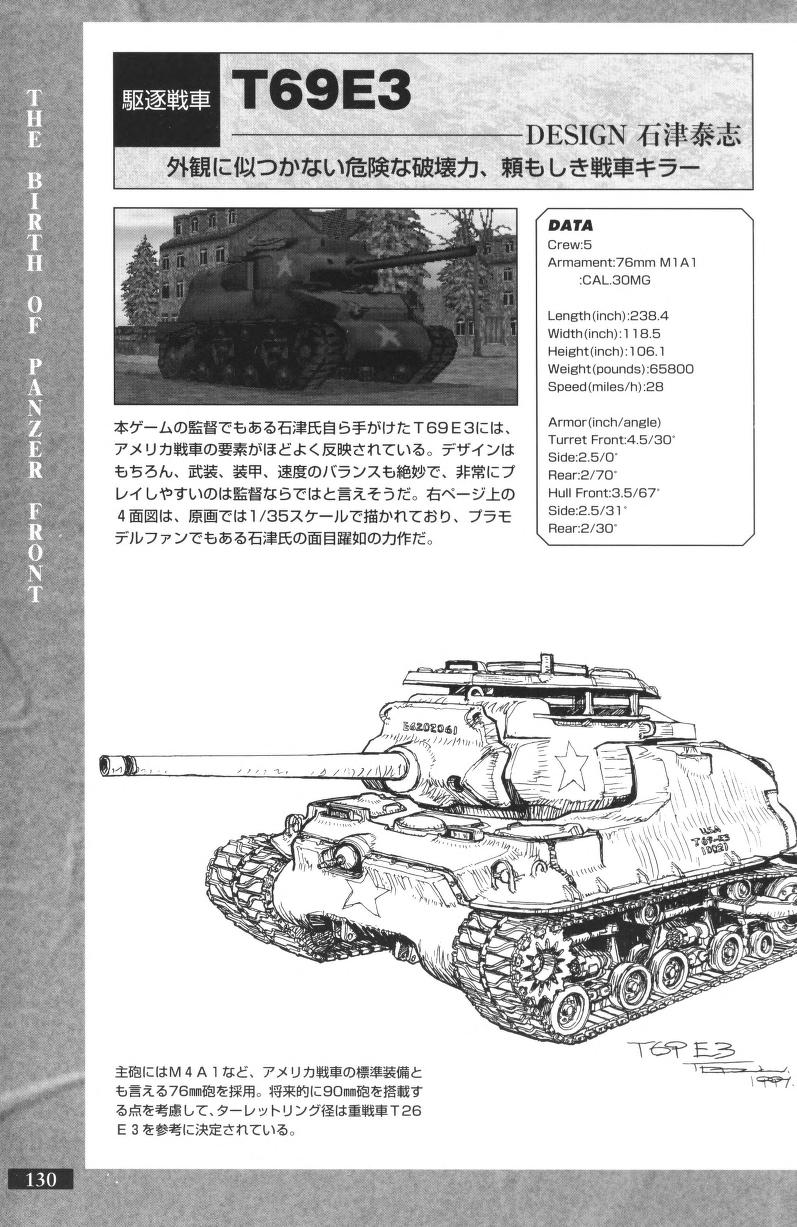 THE BIRTH OF PANZER FRONT
駆逐戦車
T69E3
DESIGN 石津泰志
外観に似つかない危険な破壊力、頼もしき戦車キラー
DATA
Crew:5
Armament:76mm M1A1
:CAL.30MG
Length(inch):238.4
Width(inch):118.5
Height(inch):106.1
Weight(pounds):65800
Speed(miles/h):28
Armor(inch/angle)
Turret Front:4.5/30°
Side:2.5/0°
Rear:2/70°
Hull Front:3.5/67°
Side:2.5/31°
Rear:2/30°
本ゲームの監督でもある石津氏自ら手がけたT69E3には、
アメリカ戦車の要素がほどよく反映されている。デザインは
もちろん、武装、装甲、速度のバランスも絶妙で、非常にプ
レイしやすいのは監督ならではと言えそうだ。右ページ上の
4面図は、原画では1/35スケールで描かれており、プラモ
デルファンでもある石津氏の面目躍如の力作だ。
E6202061
USA
T69-E3
10021
T69E3
主砲にはM4A1など、アメリカ戦車の標準装備と
も言える76mm砲を採用。将来的に90mm砲を搭載す
る点を考慮して、ターレットリング径は重戦車T26
E3を参考に決定されている。
130